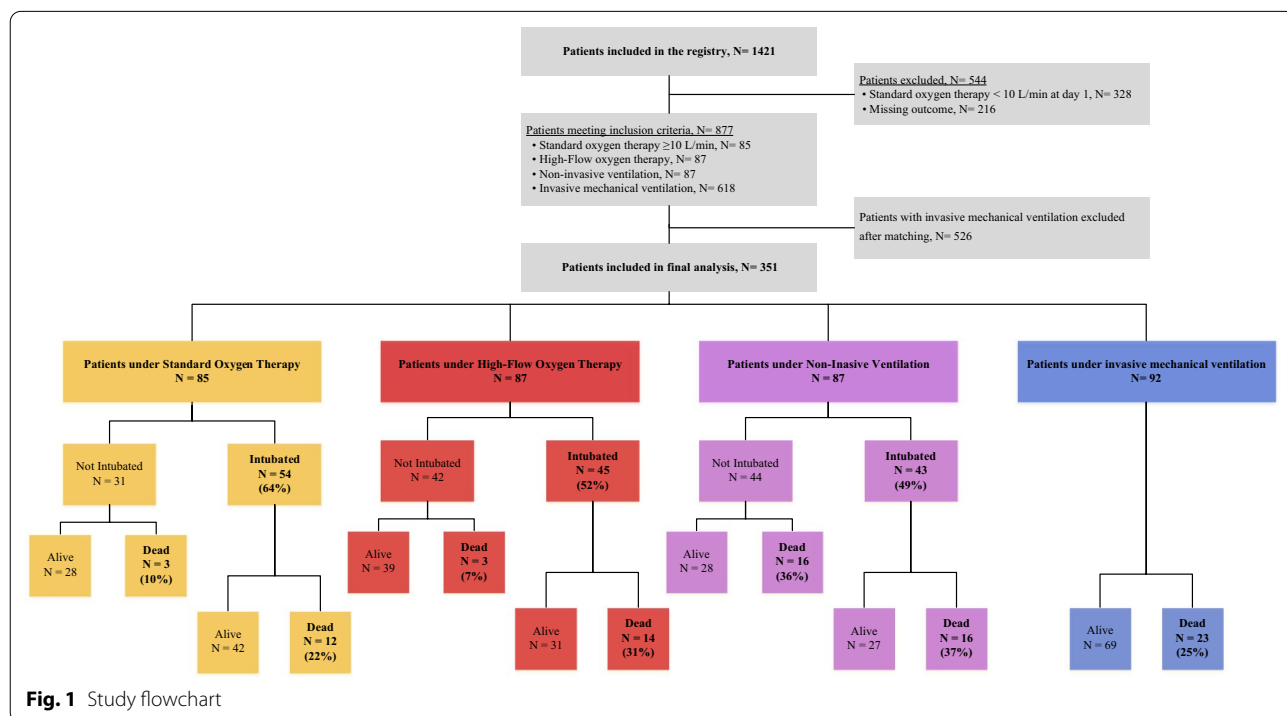 Patients included in the registry, N= 1421
Patients excluded, N= 544
• Standard oxygen therapy < 10 L/min at day 1, N= 328
• Missing outcome, N= 216
Patients meeting inclusion criteria, N= 877
• Standard oxygen therapy ≥10 L/min, N= 85
• High-Flow oxygen therapy, N= 87
• Non-invasive ventilation, N= 87
• Invasive mechanical ventilation, N= 618
Patients with invasive mechanical ventilation excluded
after matching, N= 526
Patients included in final analysis, N= 351
Patients under Standard Oxygen Therapy
N = 85
Patients under High-Flow Oxygen Therapy
N = 87
Patients under Non-Inasive Ventilation
N = 87
Patients under invasive mechanical ventilation
N= 92
Not Intubated
N = 31
Intubated
N = 54
(64%)
Not Intubated
N = 42
Intubated
N = 45
(52%)
Not Intubated
N = 44
Intubated
N = 43
(49%)
Alive
N = 28
Dead
N = 3
(10%)
Alive
N = 39
Dead
N = 3
(7%)
Alive
N = 28
Dead
N = 16
(36%)
Alive
N = 42
Dead
N = 12
(22%)
Alive
N = 31
Dead
N = 14
(31%)
Alive
N = 27
Dead
N = 16
(37%)
Alive
N = 69
Dead
N = 23
(25%)
Fig. 1 Study flowchart